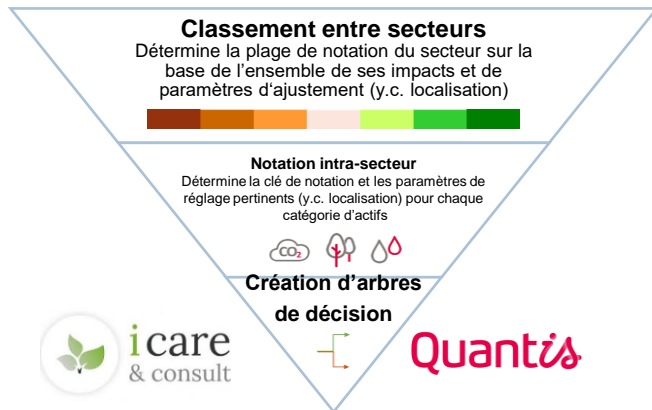 Classement entre secteurs
Détermine la plage de notation du secteur sur la
base de l'ensemble de ses impacts et de
paramètres d'ajustement (y.c. localisation)
Notation intra-secteur
Détermine la clé de notation et les paramètres de
réglage pertinents (y.c. localisation) pour chaque
catégorie d'actifs
CO2
Création d'arbres
de décision
i care
& consult
Quantis